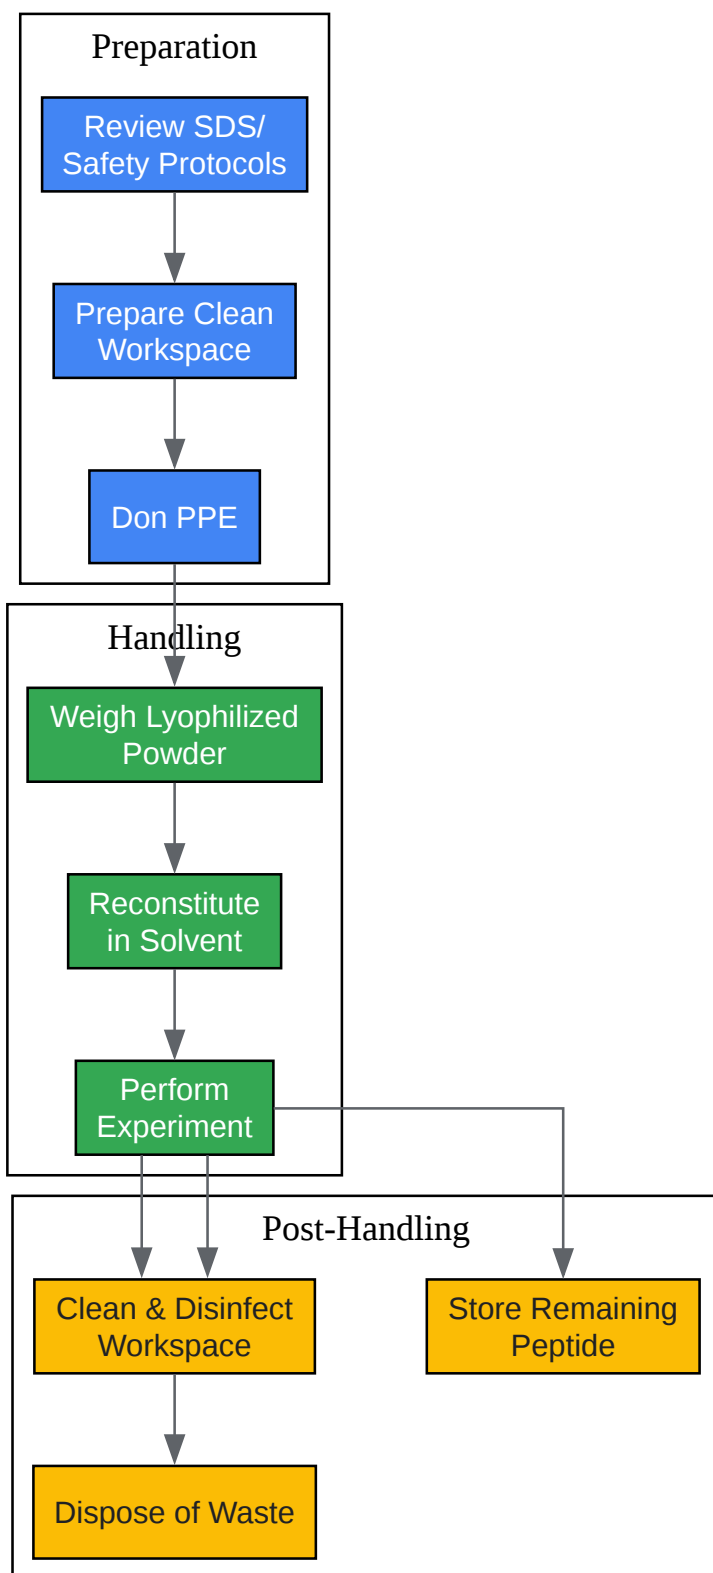 Preparation
Review SDS/
Safety Protocols
Prepare Clean
Workspace
Don PPE
Handling
Weigh Lyophilized
Powder
Reconstitute
in Solvent
Perform
Experiment
Post-Handling
Clean & Disinfect
Workspace
Store Remaining
Peptide
Dispose of Waste